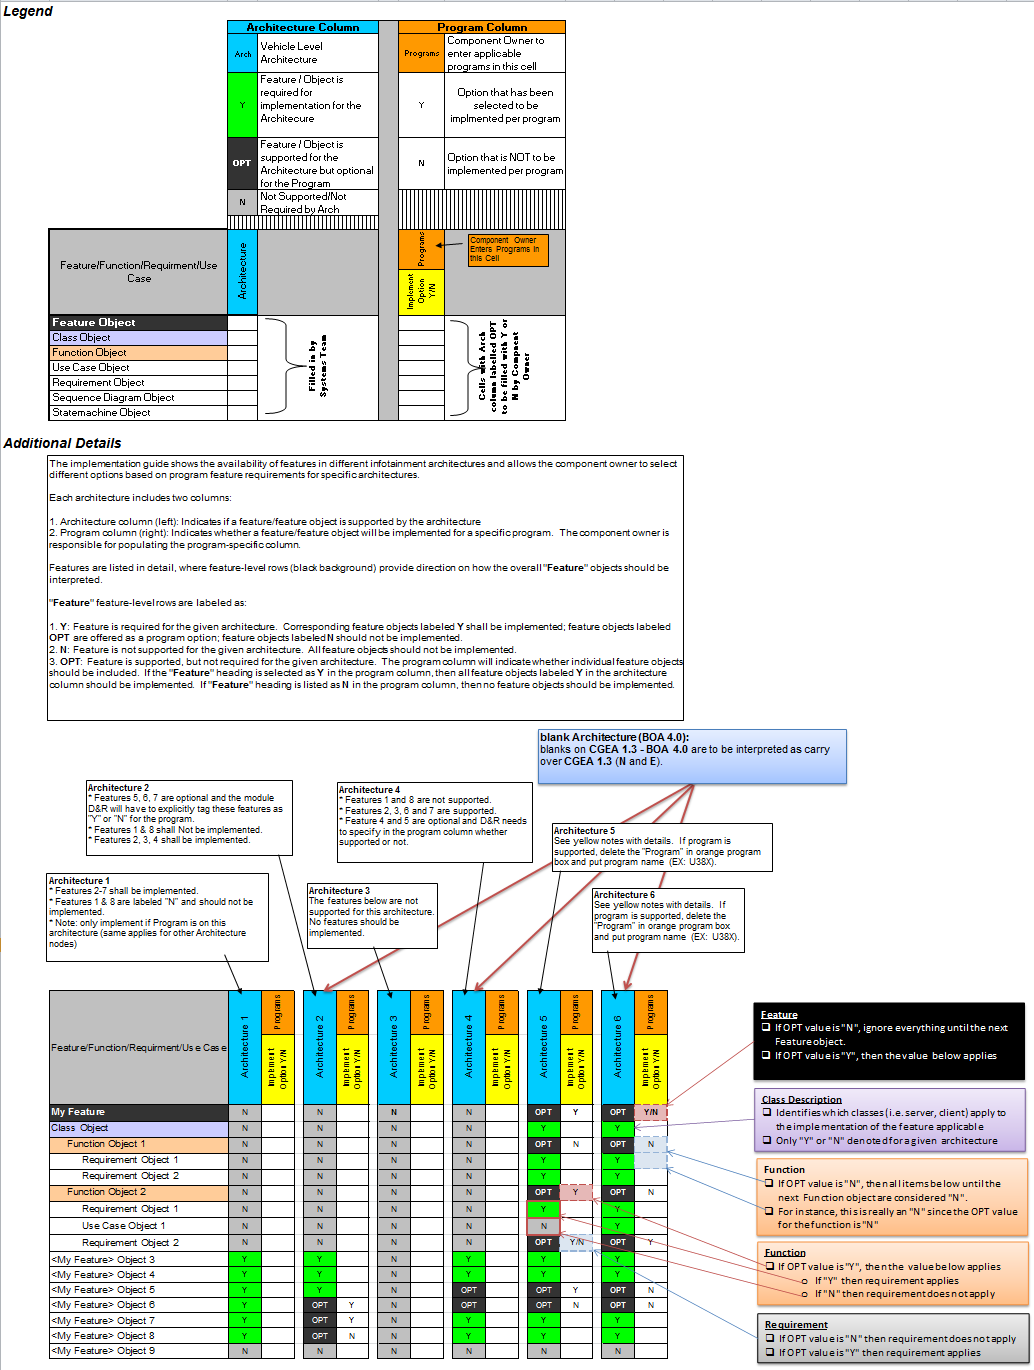 Legend
Architecture Column
Program Column
Arch
Vehicle Level
Architecture
Programs
Component Owner to
enter applicable
programs in this cell
Y
Feature / Object is
required for
implementation for the
Architecure
Y
Option that has been
selected to be
implmented per program
OPT
Feature / Object is
supported for the
Architecture but optional
for the Program
N
Option that is NOT to be
implemented per program
N
Not Supported/Not
Required by Arch
Feature/Function/Requirment/Use
Case
Architecture
Programs
Implement
Option
Y/N
Component Owner
Enters Programs in
this Cell
Feature Object
Class Object
Function Object
Use Case Object
Requirement Object
Sequence Diagram Object
Statemachine Object
Filled in by
Systems Team
Cells with Arch
column labelled OPT
to be filled with Y or
N by Compnent
Owner
Additional Details
The implementation guide shows the availability of features in different infotainment architectures and allows the component owner to select
different options based on program feature requirements for specific architectures.
Each architecture includes two columns:
1. Architecture column (left): Indicates if a feature/feature object is supported by the architecture
2. Program column (right): Indicates whether a feature/feature object will be implemented for a specific program. The component owner is
responsible for populating the program-specific column.
Features are listed in detail, where feature-level rows (black background) provide direction on how the overall "Feature" objects should be
interpreted.
"Feature" feature-level rows are labeled as:
1. Y: Feature is required for the given architecture. Corresponding feature objects labeled Y shall be implemented; feature objects labeled
OPT are offered as a program option; feature objects labeled N should not be implemented.
2. N: Feature is not supported for the given architecture. All feature objects should not be implemented.
3. OPT: Feature is supported, but not required for the given architecture. The program column will indicate whether individual feature objects
should be included. If the "Feature" heading is selected as Y in the program column, then all feature objects labeled Y in the architecture
column should be implemented. If "Feature" heading is listed as N in the program column, then no feature objects should be implemented.
blank Architecture (BOA 4.0):
blanks on CGEA 1.3 - BOA 4.0 are to be interpreted as carry
over CGEA 1.3 (N and E).
Architecture 2
* Features 5, 6, 7 are optional and the module
D&R will have to explicitly tag these features as
"Y" or "N" for the program.
* Features 1 & 8 shall Not be implemented.
* Features 2, 3, 4 shall be implemented.
Architecture 4
* Features 1 and 8 are not supported.
* Features 2, 3, 6 and 7 are supported.
* Feature 4 and 5 are optional and D&R needs
to specify in the program column whether
supported or not.
Architecture 5
See yellow notes with details. If program is
supported, delete the "Program" in orange program
box and put program name (EX: U38X).
Architecture 1
* Features 2-7 shall be implemented.
* Features 1 & 8 are labeled "N" and should not be
implemented.
* Note: only implement if Program is on this
architecture (same applies for other Architecture
nodes)
Architecture 3
The features below are not
supported for this architecture.
No features should be
implemented.
Architecture 6
See yellow notes with details. If
program is supported, delete the
"Program" in orange program box
and put program name (EX: U38X).
Feature/Function/Requirment/Use Case
Architecture 1
Programs
Implement
Option Y/N
Architecture 2
Programs
Implement
Option Y/N
Architecture 3
Programs
Implement
Option Y/N
Architecture 4
Programs
Implement
Option Y/N
Architecture 5
Programs
Implement
Option Y/N
Architecture 6
Programs
Implement
Option Y/N
My Feature N N N N OPT Y OPT Y/N
Class Object N N N N Y Y
Function Object 1 N N N N OPT N OPT N
Requirement Object 1 N N N N Y Y
Requirement Object 2 N N N N Y Y
Function Object 2 N N N N OPT Y OPT N
Requirement Object 1 N N N N Y Y
Use Case Object 1 N N N N N Y
Requirement Object 2 N N N N OPT Y/N OPT Y
<My Feature> Object 3 Y Y N Y Y Y
<My Feature> Object 4 Y Y N Y Y Y
<My Feature> Object 5 Y Y N OPT OPT Y OPT N
<My Feature> Object 6 Y OPT Y N OPT OPT N OPT N
<My Feature> Object 7 Y OPT Y N Y Y Y
<My Feature> Object 8 Y OPT N N Y Y Y
<My Feature> Object 9 N N N N N N
Feature
❑ If OPT value is "N", ignore everything until the next
Feature object.
❑ If OPT value is "Y", then the value below applies
Class Description
❑ Identifies which classes (i.e. server, client) apply to
the implementation of the feature applicable
❑ Only "Y" or "N" denoted for a given architecture
Function
❑ If OPT value is "N", then all items below until the
next Function object are considered "N".
❑ For instance, this is really an "N" since the OPT value
for the function is "N"
Function
❑ If OPT value is "Y", then the value below applies
o If "Y" then requirement applies
o If "N" then requirement does not apply
Requirement
❑ If OPT value is "N" then requirement does not apply
❑ If OPT value is "Y" then requirement applies